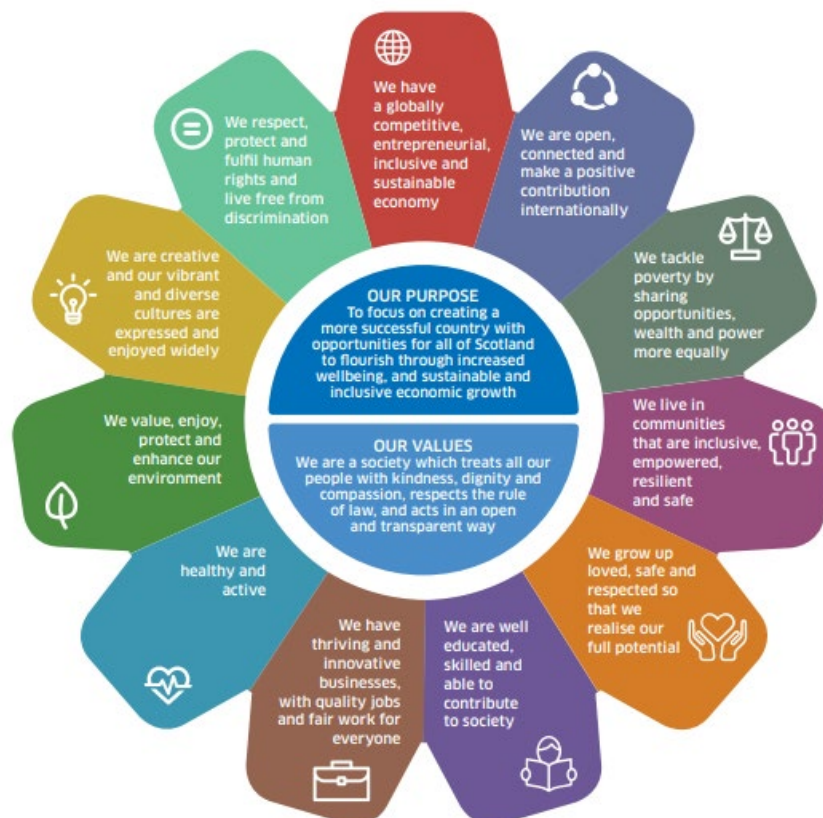 We have
a globally
competitive,
entrepreneurial,
inclusive and
sustainable
economy
We are open,
connected and
make a positive
contribution
internationally
We tackle
poverty by
sharing
opportunities,
wealth and power
more equally
We live in
communities
that are inclusive,
empowered,
resilient
and safe
We grow up
loved, safe and
respected so
that we
realise our
full potential
We are well
educated,
skilled and
able to
contribute
to society
We have
thriving and
innovative
businesses,
with quality jobs
and fair work for
everyone
We are
healthy and
active
We value, enjoy,
protect and
enhance our
environment
We are creative
and our vibrant
and diverse
cultures are
expressed and
enjoyed widely
We respect,
protect and
fulfil human
rights and
live free from
discrimination
OUR PURPOSE
To focus on creating a
more successful country with
opportunities for all of Scotland
to flourish through increased
wellbeing, and sustainable and
inclusive economic growth
OUR VALUES
We are a society which treats all our
people with kindness, dignity and
compassion, respects the rule
of law, and acts in an open
and transparent way